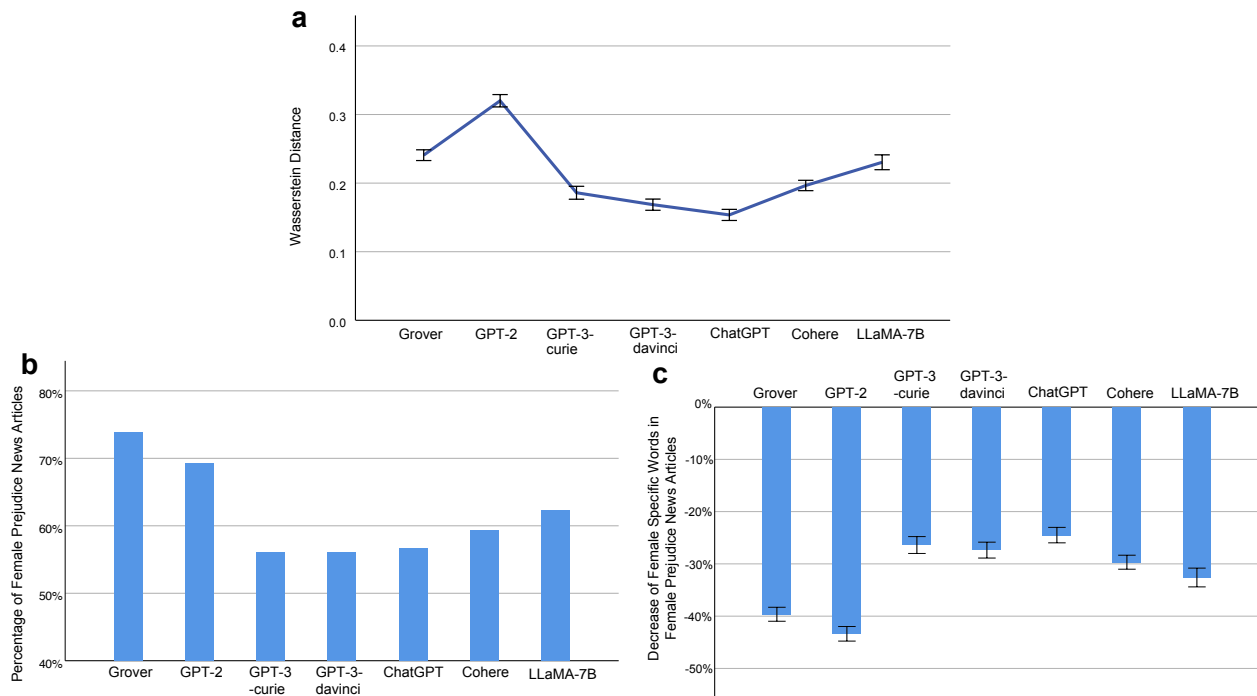 a
Wasserstein Distance
0.4
0.3
0.2
0.1
0.0
Grover
GPT-2
GPT-3-
curie
GPT-3-
davinci
ChatGPT
Cohere
LLaMA-7B
b
Percentage of Female Prejudice News Articles
80%
70%
60%
50%
40%
Grover
GPT-2
GPT-3
-curie
GPT-3-
davinci
ChatGPT
Cohere
LLaMA-7B
c
Decrease of Female Specific Words in
Female Prejudice News Articles
Grover
GPT-2
GPT-3
-curie
GPT-3-
davinci
ChatGPT
Cohere
LLaMA-7B
0%
-10%
-20%
-30%
-40%
-50%